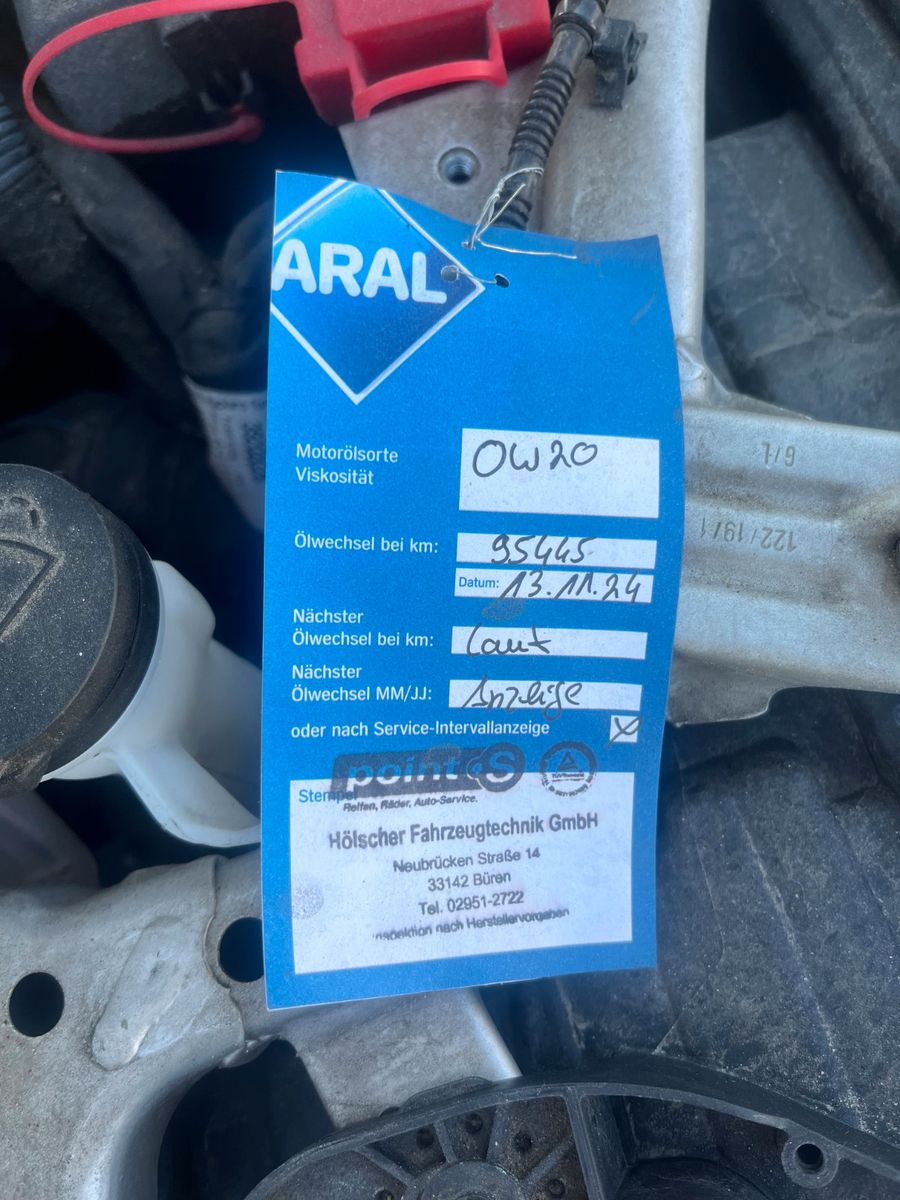 ARAL
Motorölsorte
Viskosität
0W20
Ölwechsel bei km: 95445
Datum: 13.11.24
Nächster
Ölwechsel bei km: Laut
Nächster
Ölwechsel MM/JJ: Anzeige
oder nach Service-Intervallanzeige X
point S
Stempel
Reifen, Räder, Auto-Service.
Hölscher Fahrzeugtechnik GmbH
Neubrücken Straße 14
33142 Büren
Tel. 02951-2722
Inspektion nach Herstellervorgaben
G/L
122/19/1